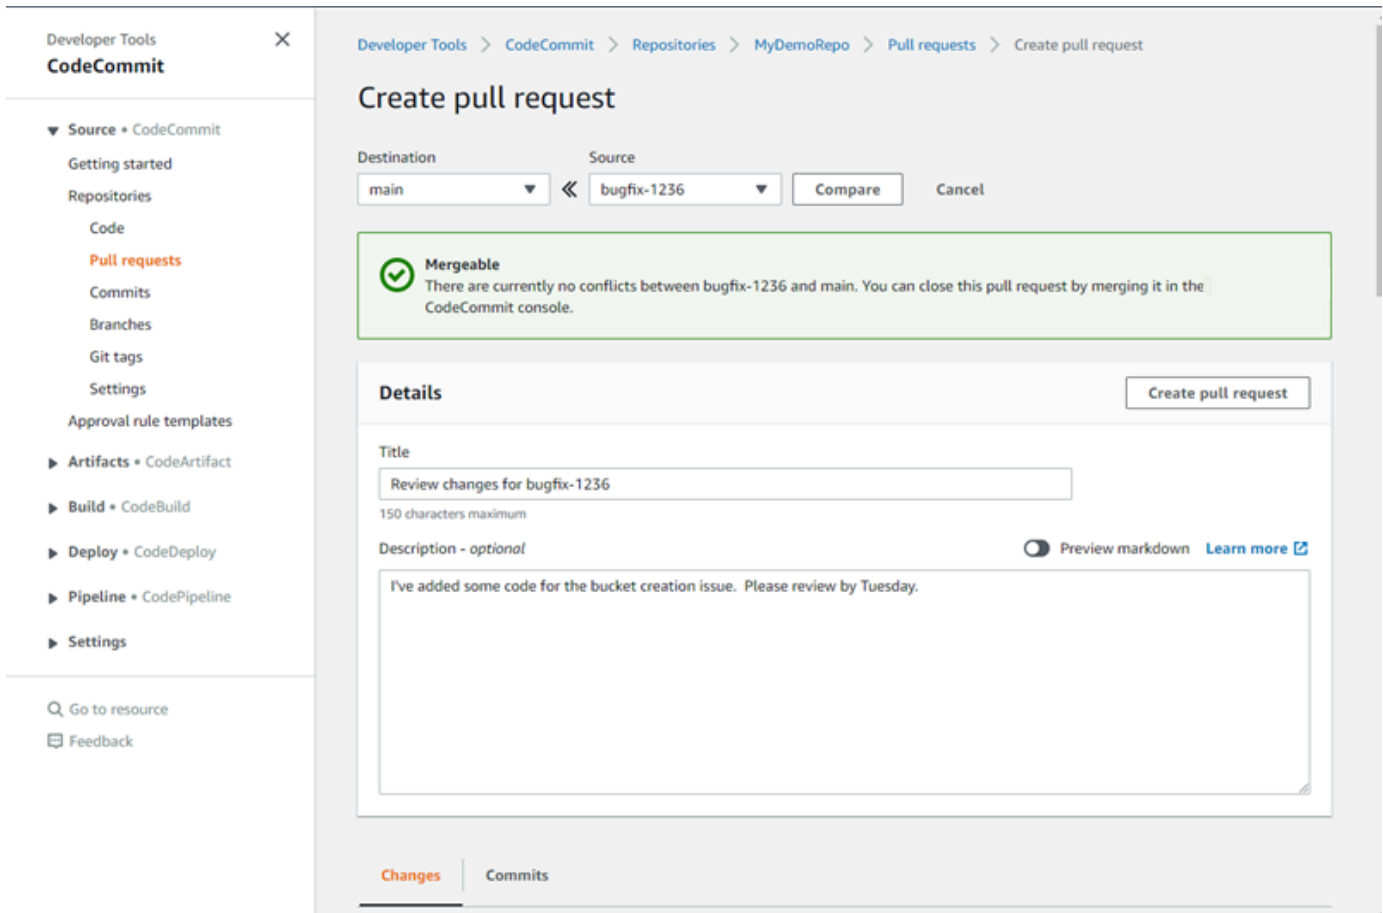 Developer Tools
CodeCommit
Source • CodeCommit
Getting started
Repositories
Code
Pull requests
Commits
Branches
Git tags
Settings
Approval rule templates
Artifacts • CodeArtifact
Build • CodeBuild
Deploy • CodeDeploy
Pipeline • CodePipeline
Settings
Go to resource
Feedback
Developer Tools > CodeCommit > Repositories > MyDemoRepo > Pull requests > Create pull request
Create pull request
Destination Source
main bugfix-1236 Compare Cancel
Mergeable
There are currently no conflicts between bugfix-1236 and main. You can close this pull request by merging it in the
CodeCommit console.
Details Create pull request
Title
Review changes for bugfix-1236
150 characters maximum
Description - optional Preview markdown Learn more
I've added some code for the bucket creation issue.  Please review by Tuesday.
Changes Commits